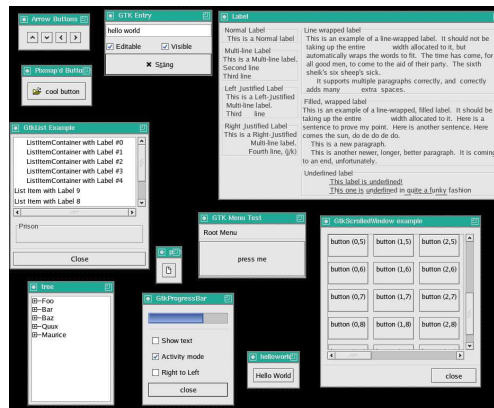 Arrow Buttons
Pixmap'd Butto
cool button
GTK Entry
hello world
Editable
Visible
Stäng
Label
Normal Label
This is a Normal label
Multi-line Label
This is a Multi-line label.
Second line
Third line
Left Justified Label
This is a Left-Justified
Multi-line label.
Third line
Right Justified Label
This is a Right-Justified
Multi-line label.
Fourth line, (j/k)
Line wrapped label
This is an example of a line-wrapped label. It should not be
taking up the entire width allocated to it, but
automatically wraps the words to fit. The time has come, for
all good men, to come to the aid of their party. The sixth
sheik's six sheep's sick.
It supports multiple paragraphs correctly, and correctly
adds many extra spaces.
Filled, wrapped label
This is an example of a line-wrapped, filled label. It should be
taking up the entire width allocated to it. Here is a
sentence to prove my point. Here is another sentence. Here
comes the sun, do de do de do.
This is a new paragraph.
This is another newer, longer, better paragraph. It is coming
to an end, unfortunately.
Underlined label
This label is underlined!
This one is underlined in quite a funky fashion
GtkList Example
ListItemContainer with Label #0
ListItemContainer with Label #1
ListItemContainer with Label #2
ListItemContainer with Label #3
ListItemContainer with Label #4
List Item with Label 9
List Item with Label 8
Prison
Close
GTK Menu Test
Root Menu
press me
GtkScrolledWindow example
button (0,5) button (1,5) button (2,5)
button (0,6) button (1,6) button (2,6)
button (0,7) button (1,7) button (2,7)
button (0,8) button (1,8) button (2,8)
close
tree
Foo
Bar
Baz
Quux
Maurice
GtkProgressBar
Show text
Activity mode
Right to Left
close
hellowork
Hello World